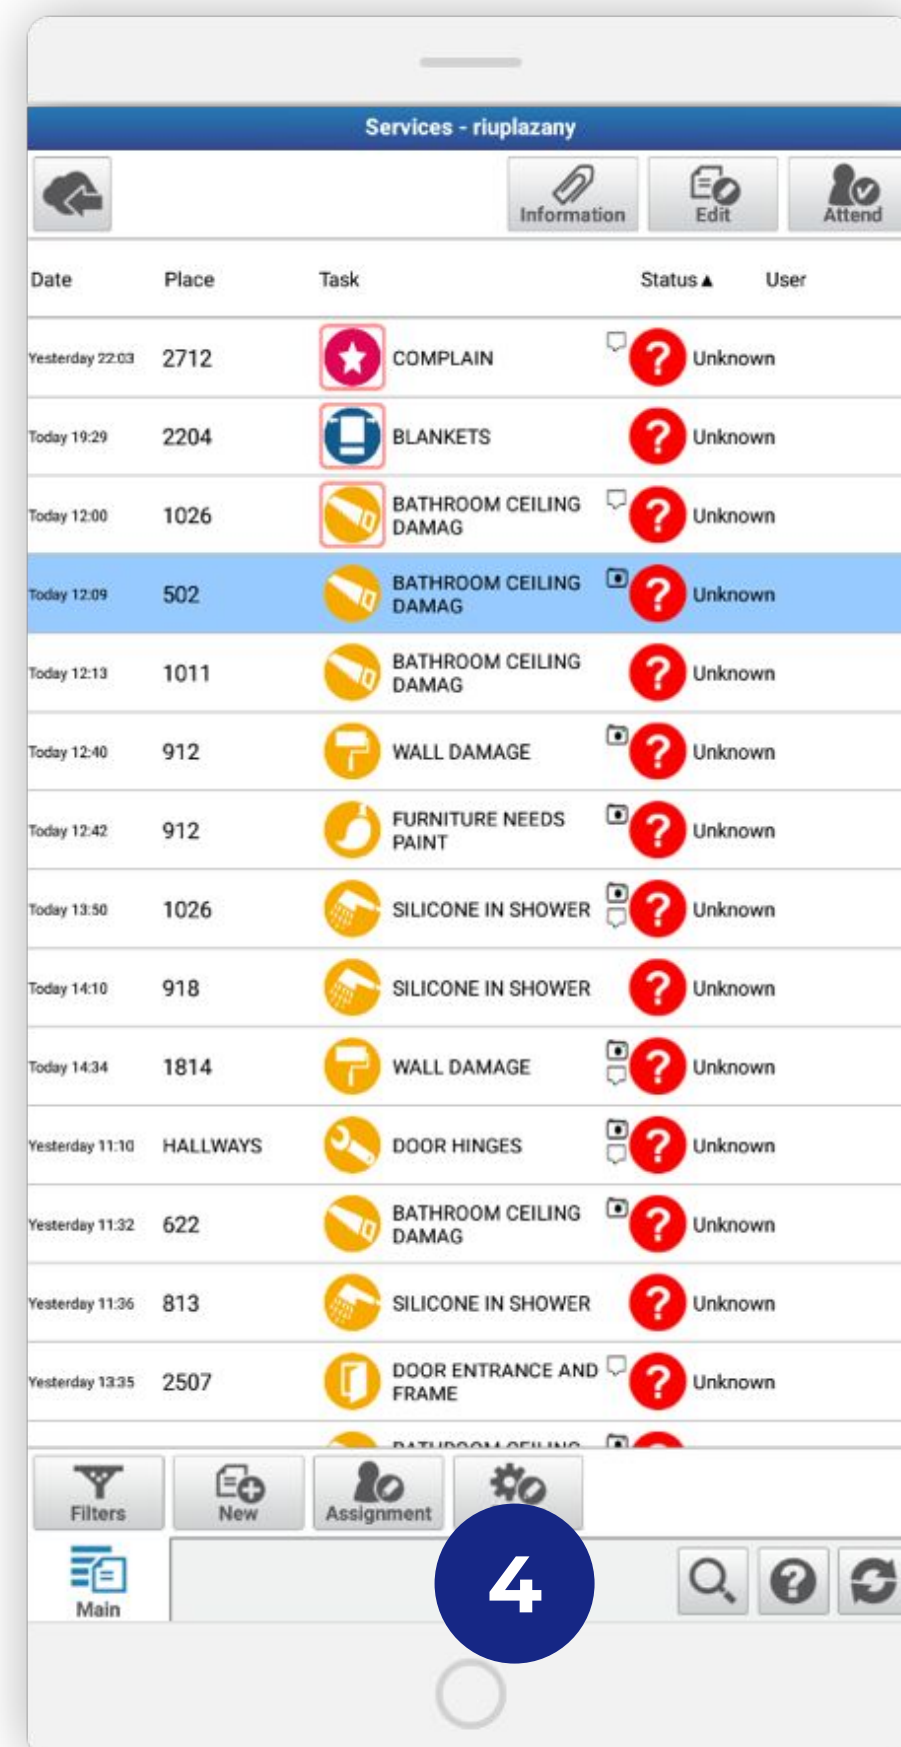 Services - riuplazany
Information Edit Attend
Date Place Task Status▲ User
Yesterday 22:03 2712 COMPLAIN ? Unknown
Today 19:29 2204 BLANKETS ? Unknown
Today 12:00 1026 BATHROOM CEILING DAMAG ? Unknown
Today 12:09 502 BATHROOM CEILING DAMAG ? Unknown
Today 12:13 1011 BATHROOM CEILING DAMAG ? Unknown
Today 12:40 912 WALL DAMAGE ? Unknown
Today 12:42 912 FURNITURE NEEDS PAINT ? Unknown
Today 13:50 1026 SILICONE IN SHOWER ? Unknown
Today 14:10 918 SILICONE IN SHOWER ? Unknown
Today 14:34 1814 WALL DAMAGE ? Unknown
Yesterday 11:10 HALLWAYS DOOR HINGES ? Unknown
Yesterday 11:32 622 BATHROOM CEILING DAMAG ? Unknown
Yesterday 11:36 813 SILICONE IN SHOWER ? Unknown
Yesterday 13:35 2507 DOOR ENTRANCE AND FRAME ? Unknown
Filters New Assignment
4
Main ?